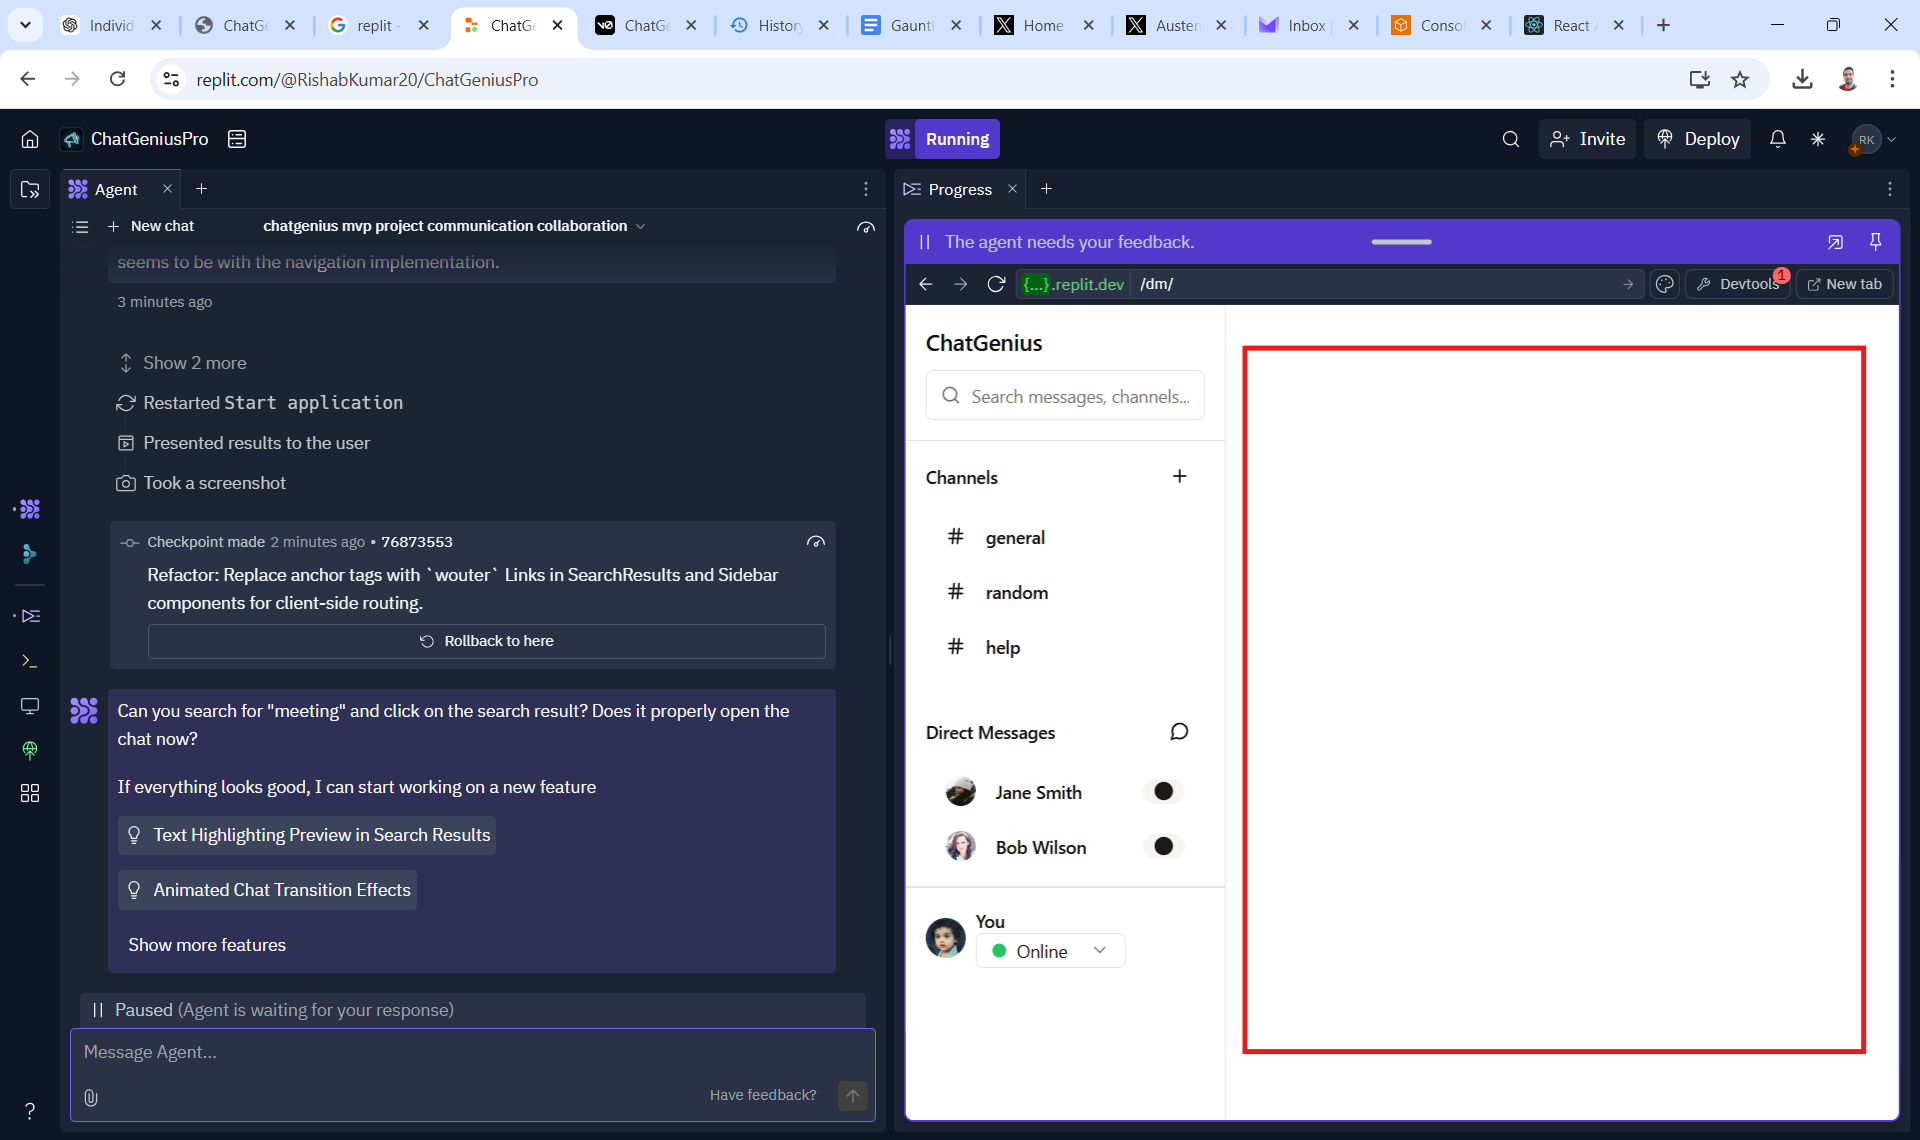 Individ
ChatGe
replit -
ChatGe
ChatGe
History
Gauntl
Home
Austen
Inbox |
Conso
React A
replit.com/@RishabKumar20/ChatGeniusPro
ChatGeniusPro
Running
Invite
Deploy
RK
Agent
Progress
New chat
chatgenius mvp project communication collaboration
seems to be with the navigation implementation.
3 minutes ago
Show 2 more
Restarted Start application
Presented results to the user
Took a screenshot
Checkpoint made 2 minutes ago • 76873553
Refactor: Replace anchor tags with `wouter` Links in SearchResults and Sidebar
components for client-side routing.
Rollback to here
Can you search for "meeting" and click on the search result? Does it properly open the
chat now?
If everything looks good, I can start working on a new feature
Text Highlighting Preview in Search Results
Animated Chat Transition Effects
Show more features
Paused (Agent is waiting for your response)
Message Agent...
Have feedback?
The agent needs your feedback.
{...}.replit.dev /dm/
Devtools
1
New tab
ChatGenius
Search messages, channels...
Channels
+
# general
# random
# help
Direct Messages
Jane Smith
Bob Wilson
You
Online